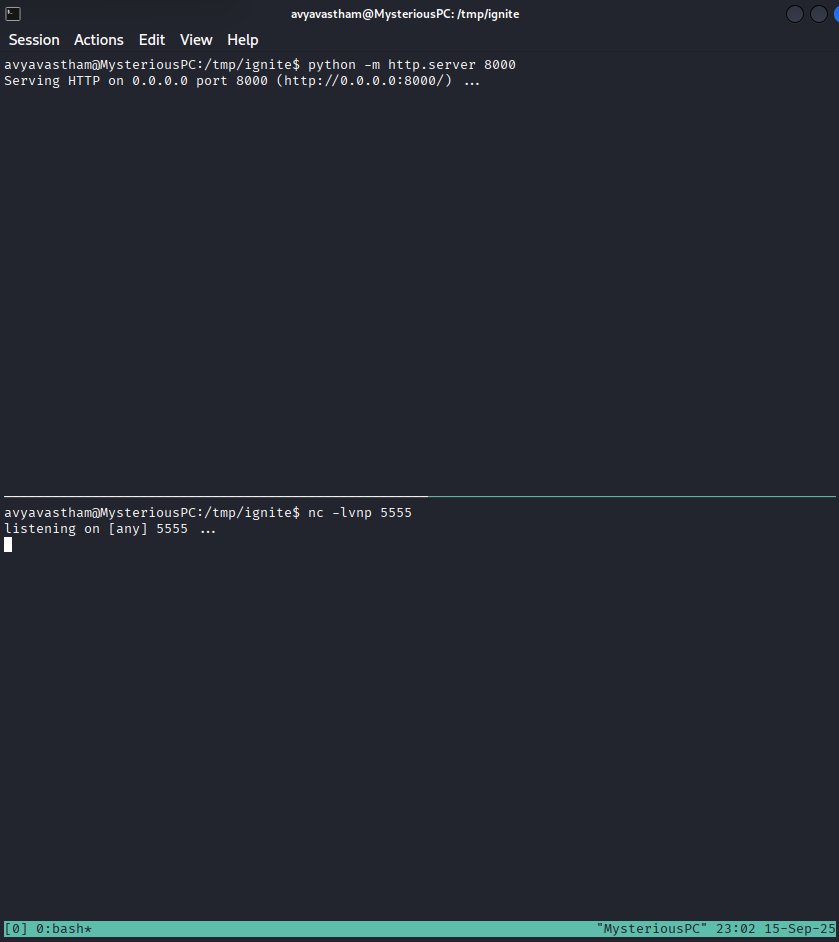 avyavastham@MysteriousPC: /tmp/ignite
Session Actions Edit View Help
avyavastham@MysteriousPC:/tmp/ignite$ python -m http.server 8000
Serving HTTP on 0.0.0.0 port 8000 (http://0.0.0.0:8000/) ...
avyavastham@MysteriousPC:/tmp/ignite$ nc -lvnp 5555
listening on [any] 5555 ...
[0] 0:bash* "MysteriousPC" 23:02 15-Sep-25